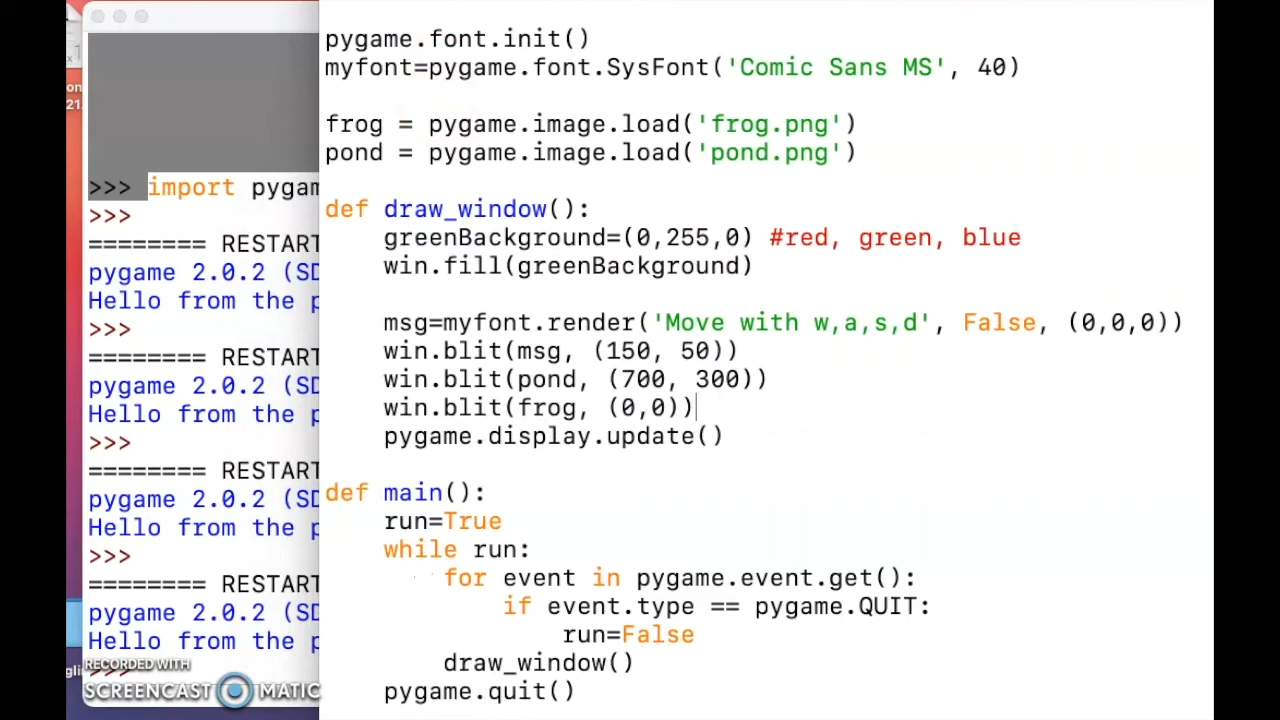 on
21.
x1
>>> import pygam
>>>
======== RESTART
pygame 2.0.2 (SD
Hello from the p
>>>
======== RESTART
pygame 2.0.2 (SD
Hello from the p
>>>
======== RESTART
pygame 2.0.2 (SD
Hello from the p
>>>
======== RESTART
pygame 2.0.2 (SD
Hello from the p
>>>
glin
RECORDED WITH
SCREENCAST MATIC
pygame.font.init()
myfont=pygame.font.SysFont('Comic Sans MS', 40)
frog = pygame.image.load('frog.png')
pond = pygame.image.load('pond.png')
def draw_window():
greenBackground=(0,255,0) #red, green, blue
win.fill(greenBackground)
msg=myfont.render('Move with w,a,s,d', False, (0,0,0))
win.blit(msg, (150, 50))
win.blit(pond, (700, 300))
win.blit(frog, (0,0))
pygame.display.update()
def main():
run=True
while run:
for event in pygame.event.get():
if event.type == pygame.QUIT:
run=False
draw_window()
pygame.quit()